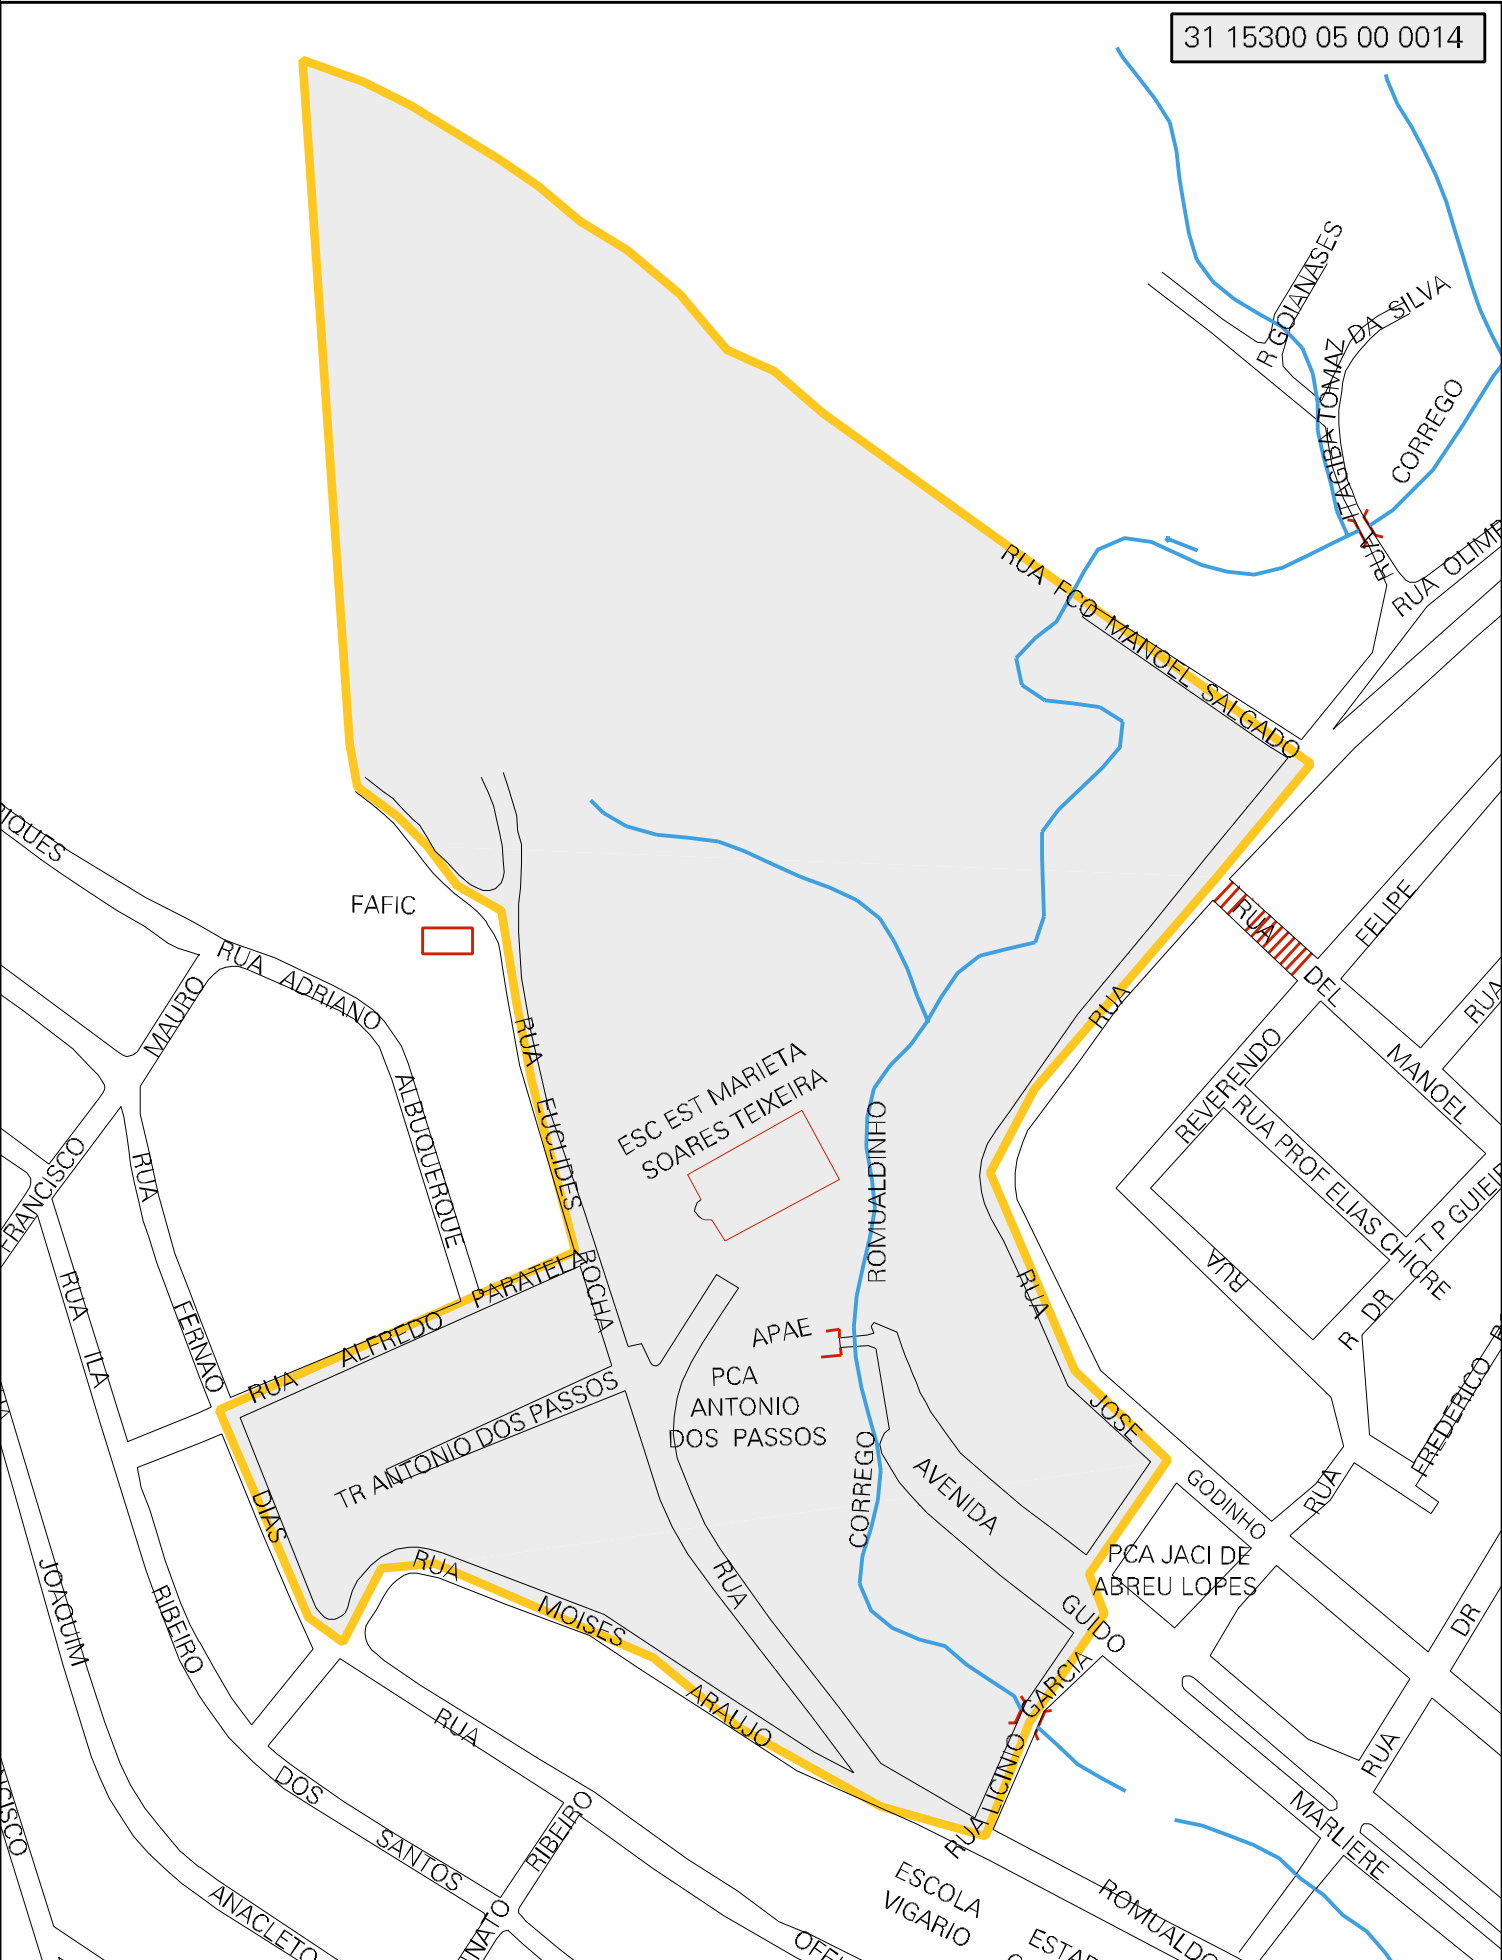 31 15300 05 00 0014
R GOIANASES
RUA ITAGIBA TOMAZ DA SILVA
CORREGO
RUA OLIMP
RUA FCO MANOEL SALGADO
IQUES
FAFIC
RUA ADRIANO
ALBUQUERQUE
MAURO
FRANCISCO
RUA
FERNAO
DIAS
RUA EUCLIDES
ROCHA
ESC EST MARIETA
SOARES TEIXEIRA
ROMUALDINHO
CORREGO
RUA
DEL
MANOEL
FELIPE
RUA
REVERENDO
RUA PROF ELIAS CHICRE
RUA
R DR
T P GUIEI
FREDERICO
RUA
RUA
JOSE
GODINHO
RUA ALFREDO PARATELA
TR ANTONIO DOS PASSOS
APAE
PCA
ANTONIO
DOS PASSOS
AVENIDA
RUA
PCA JACI DE
ABREU LOPES
GUIDO
MARLIERE
RUA
RUA
DR
RUA ILA
RIBEIRO
DOS
SANTOS
JOAQUIM
ANACLETO
RUA
MOISES
ARAUJO
RUA
RIBEIRO
NATO
CISCO
RUA LICINIO GARCIA
ESCOLA
VIGARIO
ROMUALDO